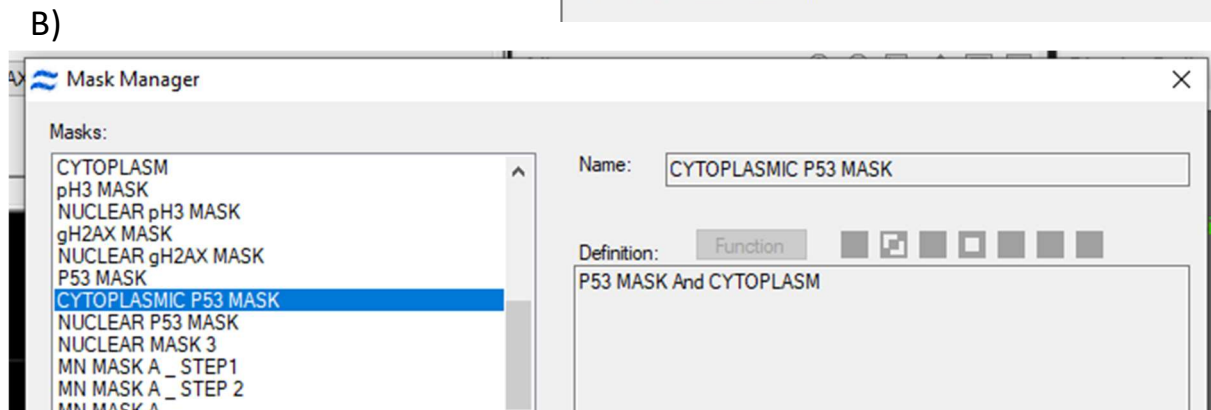 B)
Mask Manager
Masks:
CYTOPLASM
pH3 MASK
NUCLEAR pH3 MASK
gH2AX MASK
NUCLEAR gH2AX MASK
P53 MASK
CYTOPLASMIC P53 MASK
NUCLEAR P53 MASK
NUCLEAR MASK 3
MN MASK A _ STEP1
MN MASK A _ STEP 2
MN MASK A
Name: CYTOPLASMIC P53 MASK
Definition: Function
P53 MASK And CYTOPLASM